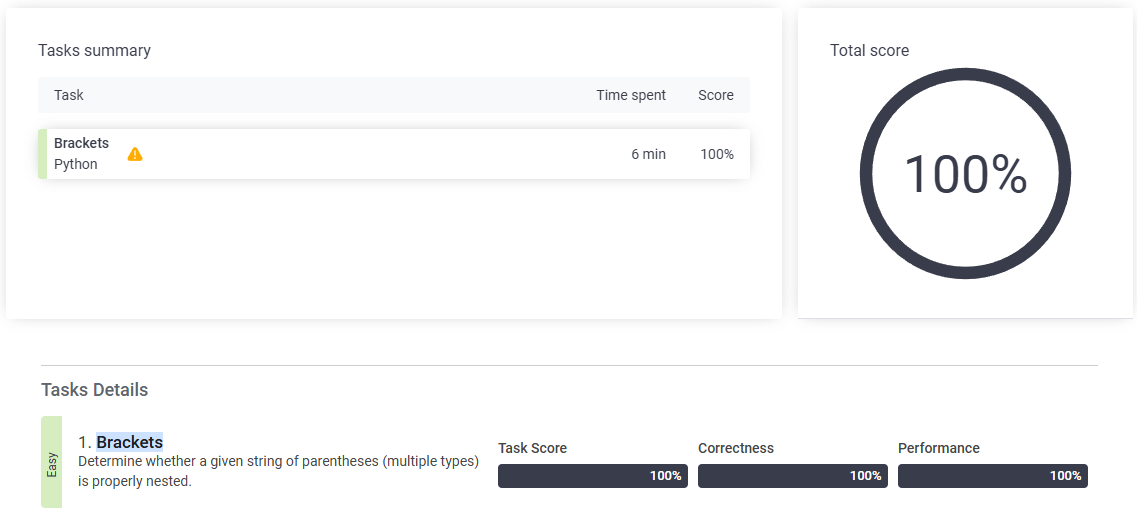 Tasks summary
Task Time spent Score
Brackets
Python 6 min 100%
Total score
100%
Tasks Details
Easy
1. Brackets
Determine whether a given string of parentheses (multiple types)
is properly nested.
Task Score Correctness Performance
100% 100% 100%